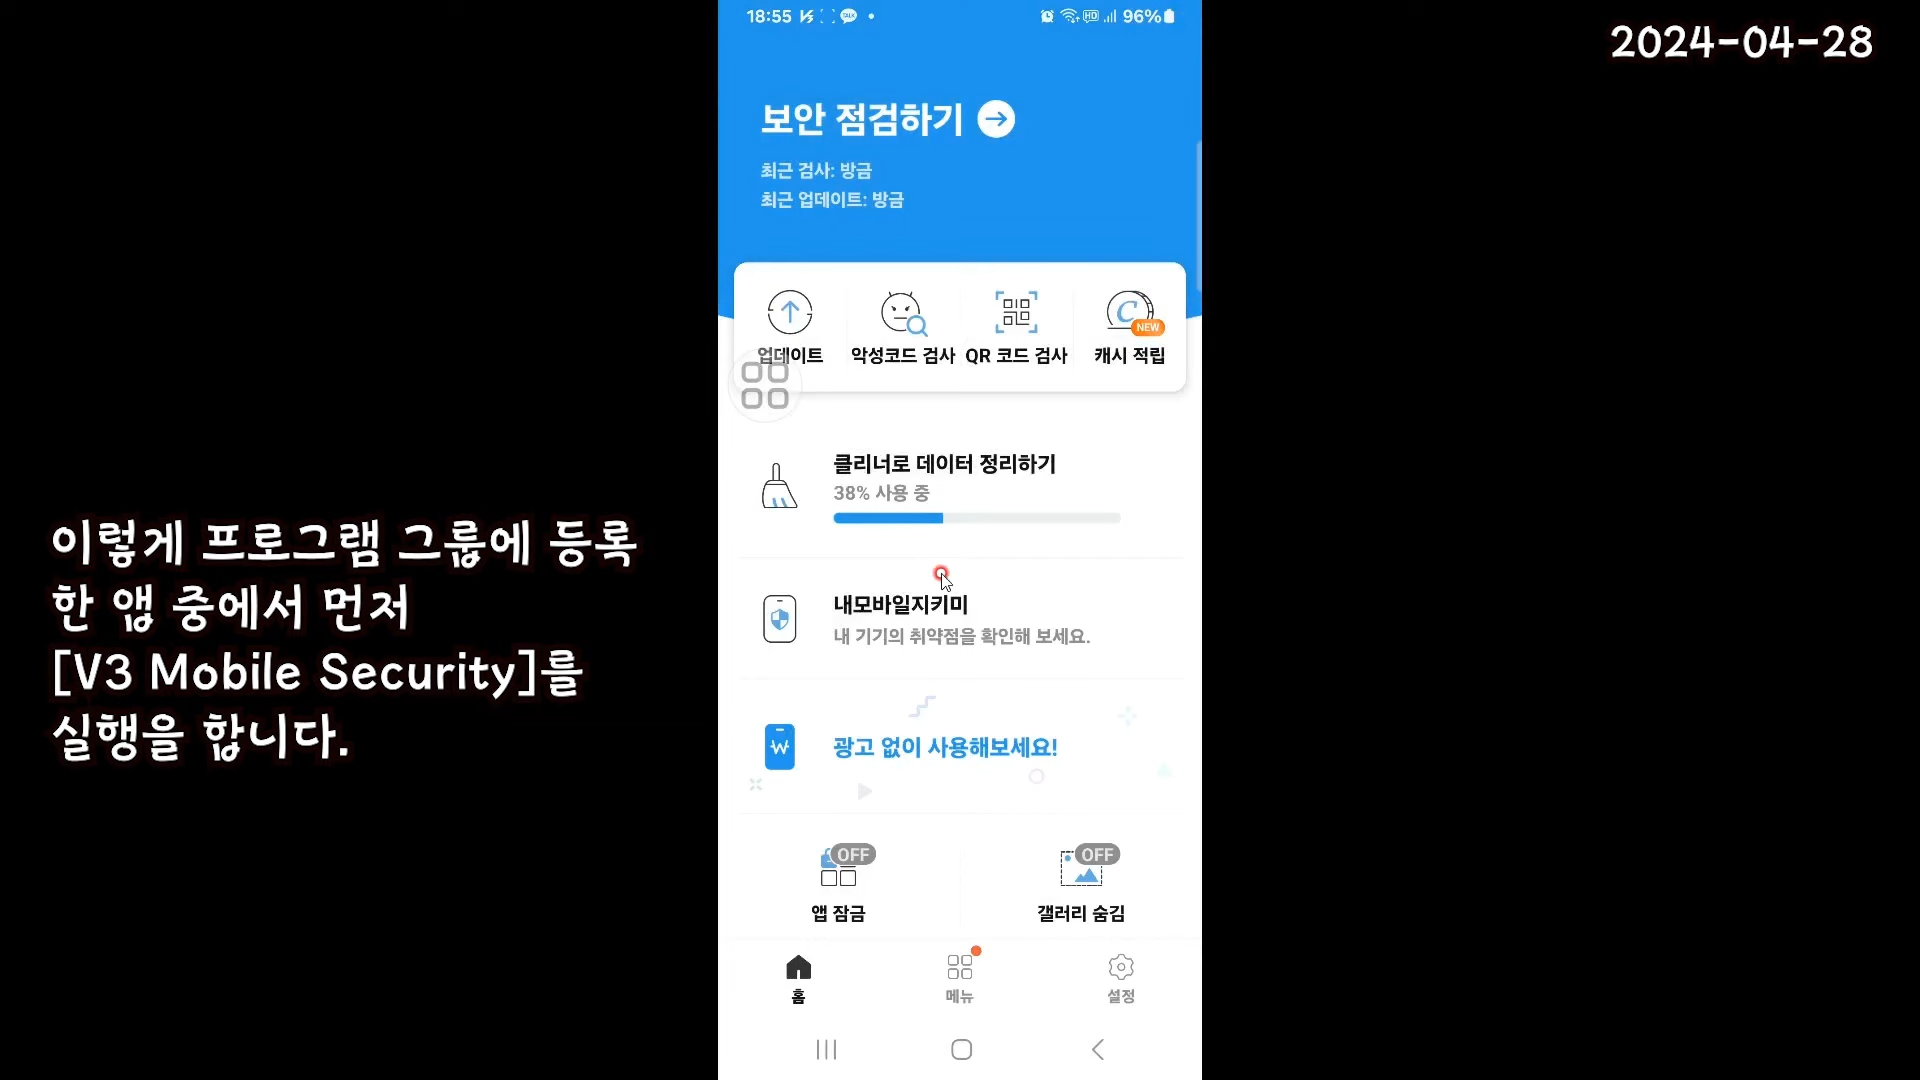 18:55
TALK
HD
96%
2024-04-28
보안 점검하기
최근 검사: 방금
최근 업데이트: 방금
업데이트
악성코드 검사
QR 코드 검사
C
NEW
캐시 적립
클리너로 데이터 정리하기
38% 사용 중
내모바일지키미
내 기기의 취약점을 확인해 보세요.
이렇게 프로그램 그룹에 등록
한 앱 중에서 먼저
[V3 Mobile Security]를
실행을 합니다.
W
광고 없이 사용해보세요!
OFF
앱 잠금
OFF
갤러리 숨김
홈
메뉴
설정